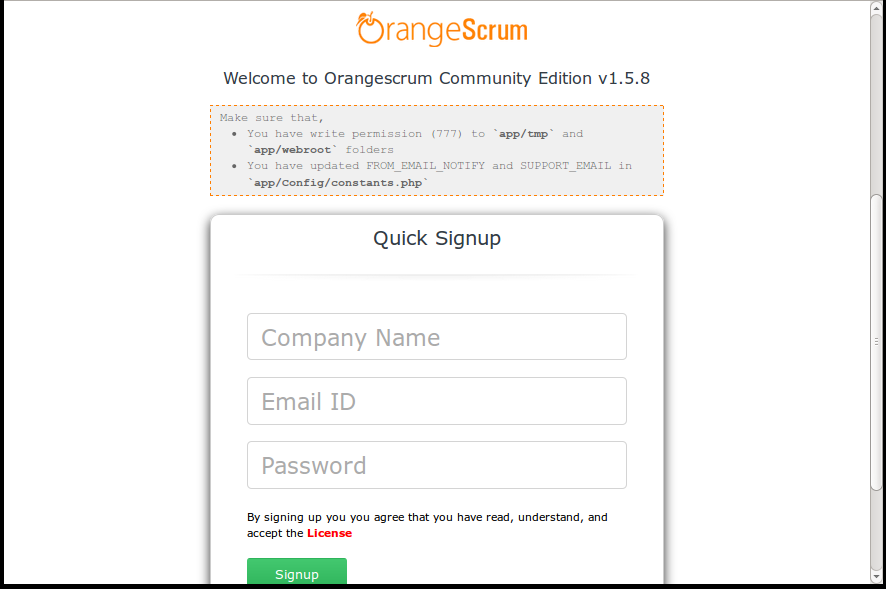 OrangeScrum
Welcome to Orangescrum Community Edition v1.5.8
Make sure that,
• You have write permission (777) to `app/tmp` and
`app/webroot` folders
• You have updated FROM_EMAIL_NOTIFY and SUPPORT_EMAIL in
`app/Config/constants.php`
Quick Signup
Company Name
Email ID
Password
By signing up you you agree that you have read, understand, and
accept the License
Signup